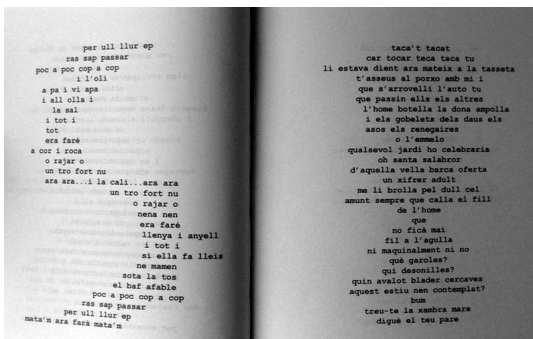 per ull llur ep
ras sap passar
poc a poc cop a cop
i l'oli
a pa i vi apa
i all olla i
la sal
i tot i
tot
era faré
a cor i roca
o rajar o
un tro fort nu
ara ara...i la cali...ara ara
un tro fort nu
o rajar o
nena nen
era faré
llenya i anyell
i tot i
si ella fa lleis
ne mamen
sota la tos
el baf afable
poc a poc cop a cop
ras sap passar
per ull llur ep
mata'm ara farà mata'm
taca't tacat
car tocar teca taca tu
li estava dient ara mateix a la tasseta
t'asseus al porxo amb mi i
que s'arrovelli l'auto tu
que passin ells els altres
l'home botella la dona ampolla
i els gobelets dels daus els
asos els renegaires
o l'emmelo
qualsevol jardí ho celebraria
oh santa salabror
d'aquella vella barca oferta
un xifrer adult
me li brolla pel dull cel
amunt sempre que calla el fill
de l'home
que
no ficà mai
fil a l'agulla
ni maquinalment ni no
què garoles?
qui desonilles?
quin avalot blader cercaves
aquest estiu nen contemplat?
bum
treu-te la xambra mare
digué el teu pare